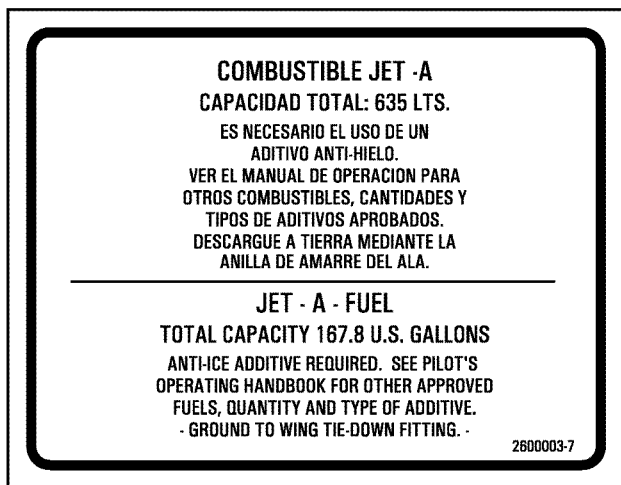 COMBUSTIBLE JET -A
CAPACIDAD TOTAL: 635 LTS.
ES NECESARIO EL USO DE UN
ADITIVO ANTI-HIELO.
VER EL MANUAL DE OPERACION PARA
OTROS COMBUSTIBLES, CANTIDADES Y
TIPOS DE ADITIVOS APROBADOS.
DESCARGUE A TIERRA MEDIANTE LA
ANILLA DE AMARRE DEL ALA.
JET - A - FUEL
TOTAL CAPACITY 167.8 U.S. GALLONS
ANTI-ICE ADDITIVE REQUIRED. SEE PILOT'S
OPERATING HANDBOOK FOR OTHER APPROVED
FUELS, QUANTITY AND TYPE OF ADDITIVE.
- GROUND TO WING TIE-DOWN FITTING. -
2600003-7